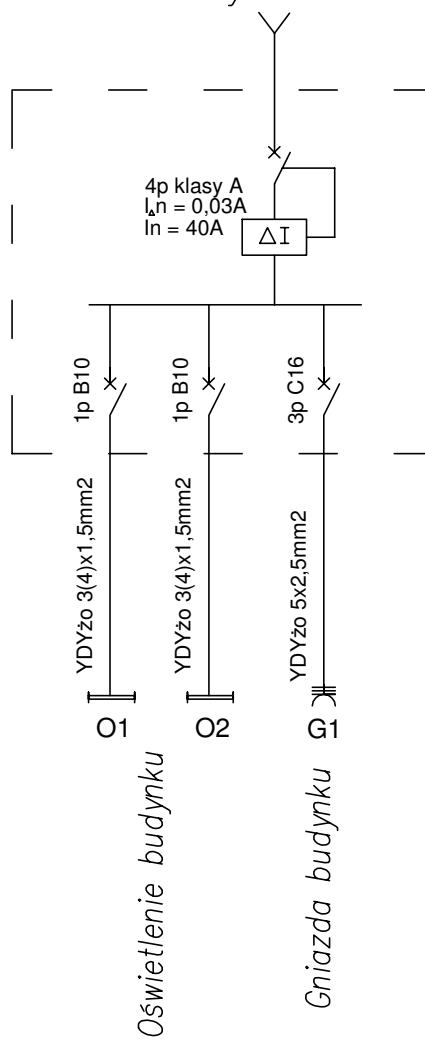 4p klasy A
IΔn = 0,03A
In = 40A
ΔI
1p B10
1p B10
3p C16
YDYżo 3(4)x1,5mm2
YDYżo 3(4)x1,5mm2
YDYżo 5x2,5mm2
O1
O2
G1
Oświetlenie budynku
Gniazda budynku